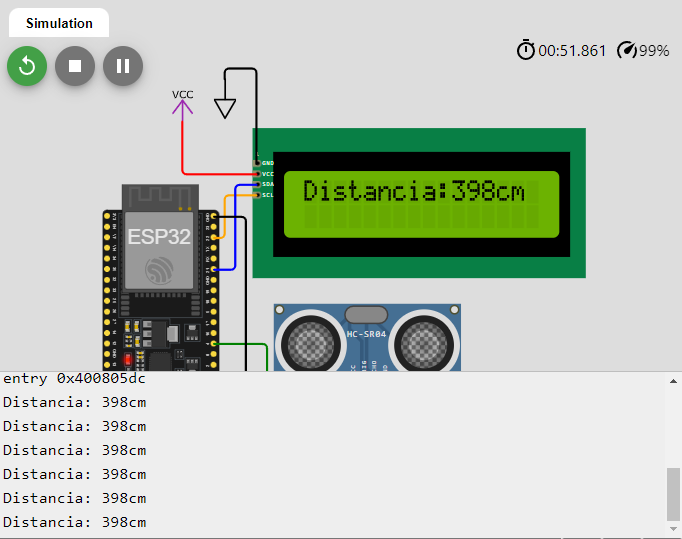 Simulation
00:51.861
99%
VCC
GND
VCC
SDA
SCL
Distancia:398cm
ESP32
HC-SR04
entry 0x400805dc
Distancia: 398cm
Distancia: 398cm
Distancia: 398cm
Distancia: 398cm
Distancia: 398cm
Distancia: 398cm